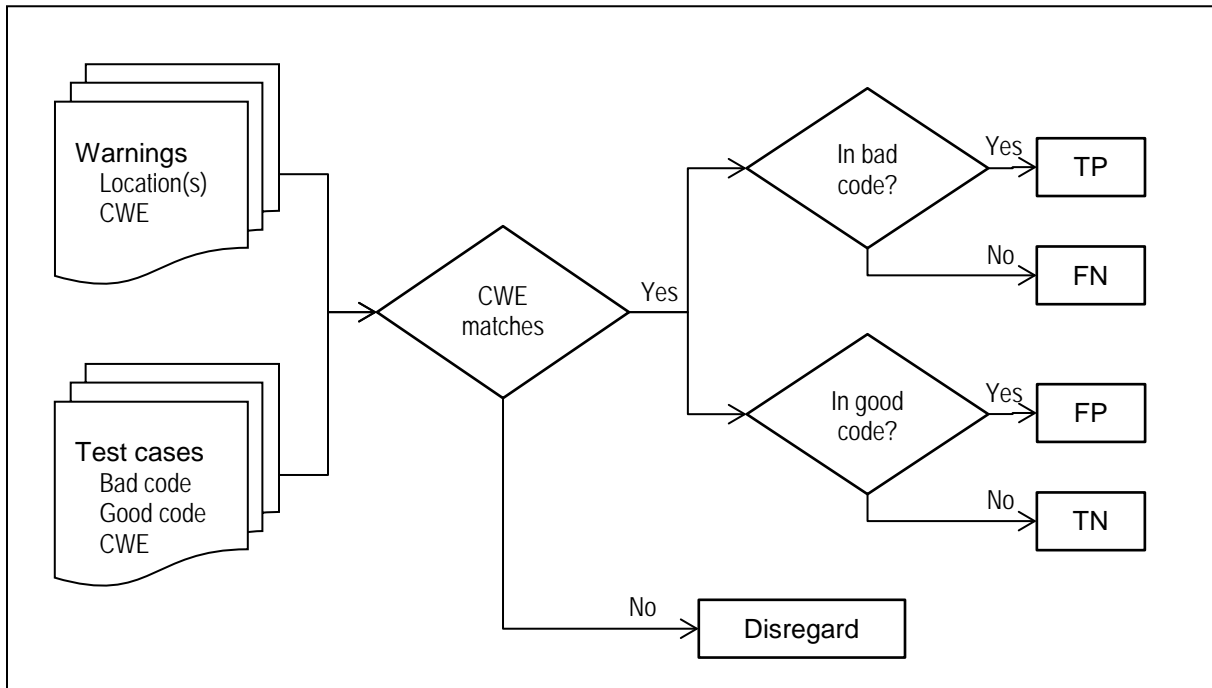 Warnings
Location(s)
CWE
Test cases
Bad code
Good code
CWE
CWE
matches
Yes
No
Disregard
In bad
code?
Yes
TP
No
FN
In good
code?
Yes
FP
No
TN